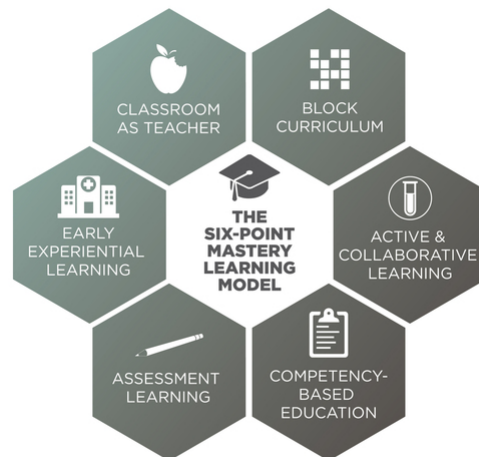 CLASSROOM
AS TEACHER
BLOCK
CURRICULUM
EARLY
EXPERIENTIAL
LEARNING
THE
SIX-POINT
MASTERY
LEARNING
MODEL
ACTIVE &
COLLABORATIVE
LEARNING
ASSESSMENT
LEARNING
COMPETENCY-
BASED
EDUCATION